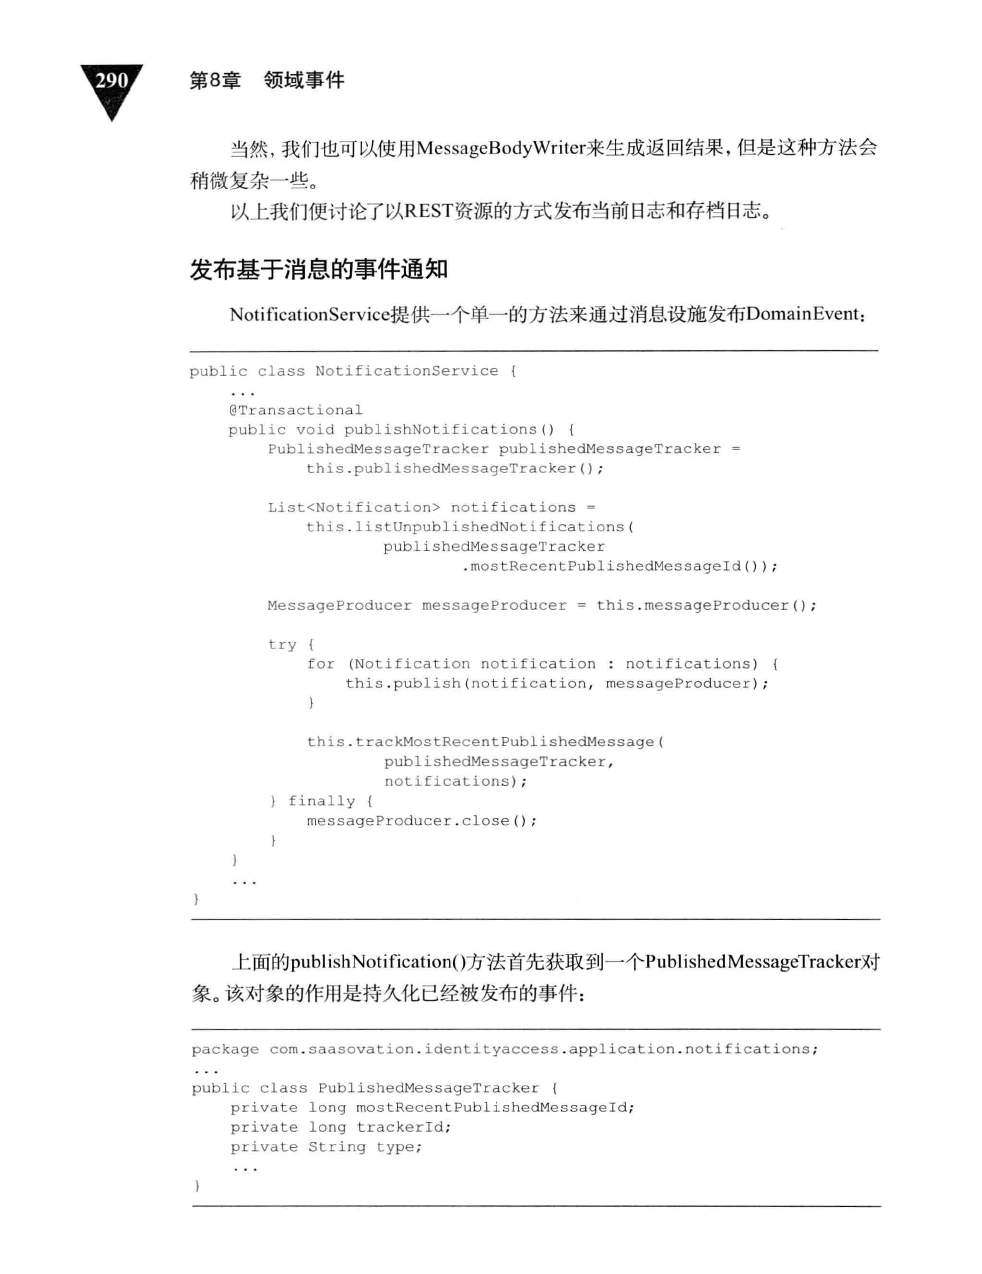 290
第8章 领域事件
当然，我们也可以使用MessageBodyWriter来生成返回结果，但是这种方法会
稍微复杂一些。
以上我们便讨论了以REST资源的方式发布当前日志和存档日志。
发布基于消息的事件通知
NotificationService提供一个单一的方法来通过消息设施发布DomainEvent：
public class NotificationService {
    ...
    @Transactional
    public void publishNotifications() {
        PublishedMessageTracker publishedMessageTracker =
            this.publishedMessageTracker();
        List<Notification> notifications =
            this.listUnpublishedNotifications(
                    publishedMessageTracker
                            .mostRecentPublishedMessageId());
        MessageProducer messageProducer = this.messageProducer();
        try {
            for (Notification notification : notifications) {
                this.publish(notification, messageProducer);
            }
            this.trackMostRecentPublishedMessage(
                    publishedMessageTracker,
                    notifications);
        } finally {
            messageProducer.close();
        }
    }
    ...
}
上面的publishNotification()方法首先获取到一个PublishedMessageTracker对
象。该对象的作用是持久化已经被发布的事件：
package com.saasovation.identityaccess.application.notifications;
...
public class PublishedMessageTracker {
    private long mostRecentPublishedMessageId;
    private long trackerId;
    private String type;
    ...
}